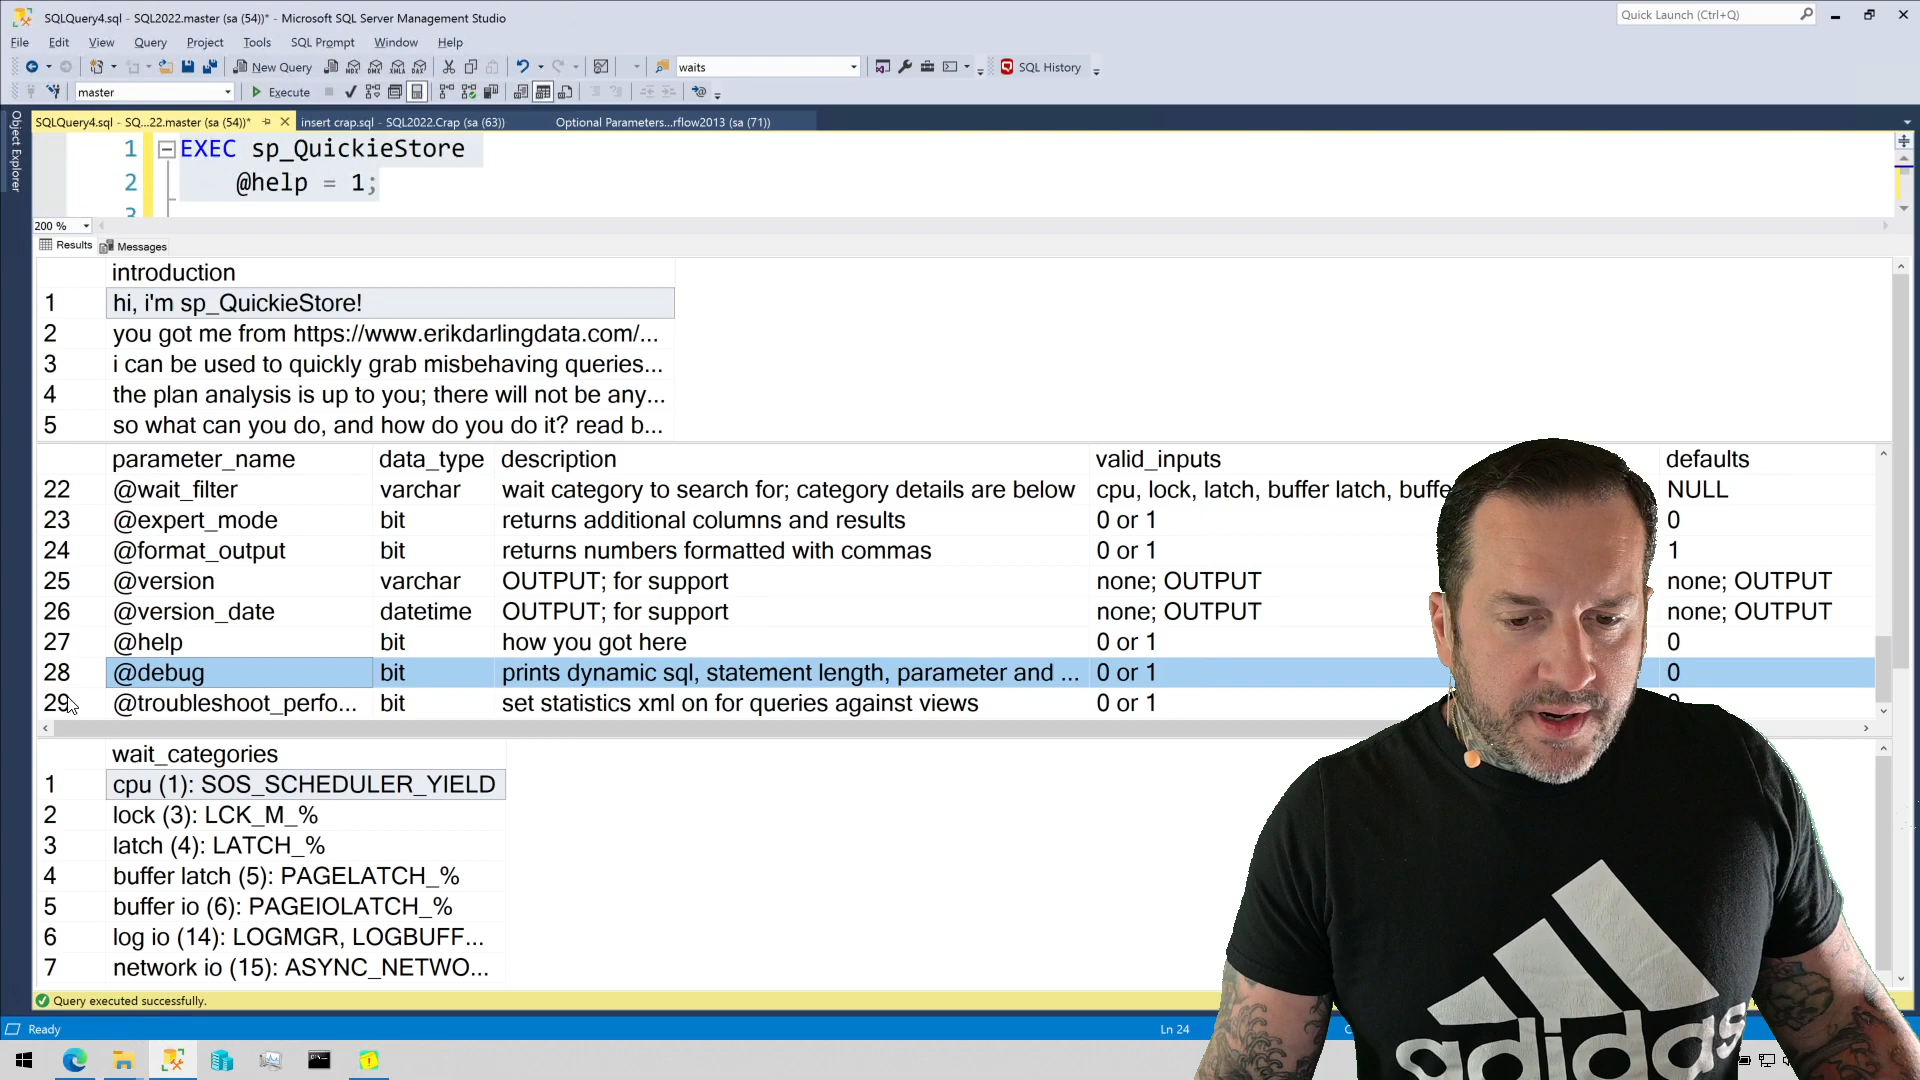 SQLQuery4.sql - SQL2022.master (sa (54))* - Microsoft SQL Server Management Studio
Quick Launch (Ctrl+Q)
File Edit View Query Project Tools SQL Prompt Window Help
New Query MDX DMX XMLA DAX waits SQL History
master Execute
SQLQuery4.sql - SQ...22.master (sa (54))* insert crap.sql - SQL2022.Crap (sa (63)) Optional Parameters...rflow2013 (sa (71))
Object Explorer
1 EXEC sp_QuickieStore
2 @help = 1;
3
200 %
Results Messages
introduction
1 hi, i'm sp_QuickieStore!
2 you got me from https://www.erikdarlingdata.com/...
3 i can be used to quickly grab misbehaving queries...
4 the plan analysis is up to you; there will not be any...
5 so what can you do, and how do you do it? read b...
parameter_name data_type description valid_inputs defaults
22 @wait_filter varchar wait category to search for; category details are below cpu, lock, latch, buffer latch, buffe NULL
23 @expert_mode bit returns additional columns and results 0 or 1 0
24 @format_output bit returns numbers formatted with commas 0 or 1 1
25 @version varchar OUTPUT; for support none; OUTPUT none; OUTPUT
26 @version_date datetime OUTPUT; for support none; OUTPUT none; OUTPUT
27 @help bit how you got here 0 or 1 0
28 @debug bit prints dynamic sql, statement length, parameter and ... 0 or 1 0
29 @troubleshoot_perfo... bit set statistics xml on for queries against views 0 or 1
wait_categories
1 cpu (1): SOS_SCHEDULER_YIELD
2 lock (3): LCK_M_%
3 latch (4): LATCH_%
4 buffer latch (5): PAGELATCH_%
5 buffer io (6): PAGEIOLATCH_%
6 log io (14): LOGMGR, LOGBUFF...
7 network io (15): ASYNC_NETWO...
Query executed successfully.
Ready Ln 24
adidas